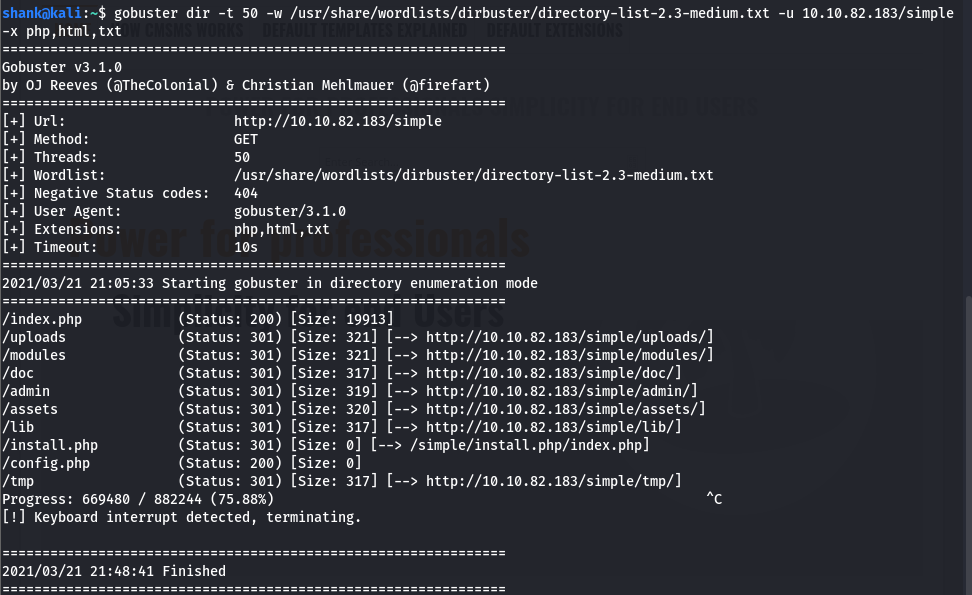 shank@kali:~$ gobuster dir -t 50 -w /usr/share/wordlists/dirbuster/directory-list-2.3-medium.txt -u 10.10.82.183/simple
-x php,html,txt
W CMSMS WORKS DEFAULT TEMPLATES EXPLAINED DEFAULT EXTENSIONS
===============================================================
Gobuster v3.1.0
by OJ Reeves (@TheColonial) & Christian Mehlmauer (@firefart)
===============================================================
[+] Url:                     http://10.10.82.183/simple
[+] Method:                  GET
[+] Threads:                 50
[+] Wordlist:                /usr/share/wordlists/dirbuster/directory-list-2.3-medium.txt
[+] Negative Status codes:   404
[+] User Agent:              gobuster/3.1.0
[+] Extensions:              php,html,txt
[+] Timeout:                 10s
ower for professionals
===============================================================
2021/03/21 21:05:33 Starting gobuster in directory enumeration mode
===============================================================
/index.php            (Status: 200) [Size: 19913]
/uploads              (Status: 301) [Size: 321] [--> http://10.10.82.183/simple/uploads/]
/modules              (Status: 301) [Size: 321] [--> http://10.10.82.183/simple/modules/]
/doc                  (Status: 301) [Size: 317] [--> http://10.10.82.183/simple/doc/]
/admin                (Status: 301) [Size: 319] [--> http://10.10.82.183/simple/admin/]
/assets               (Status: 301) [Size: 320] [--> http://10.10.82.183/simple/assets/]
/lib                  (Status: 301) [Size: 317] [--> http://10.10.82.183/simple/lib/]
/install.php          (Status: 301) [Size: 0] [--> /simple/install.php/index.php]
/config.php           (Status: 200) [Size: 0]
/tmp                  (Status: 301) [Size: 317] [--> http://10.10.82.183/simple/tmp/]
Progress: 669480 / 882244 (75.88%)                                                      ^C
[!] Keyboard interrupt detected, terminating.
===============================================================
2021/03/21 21:48:41 Finished
===============================================================